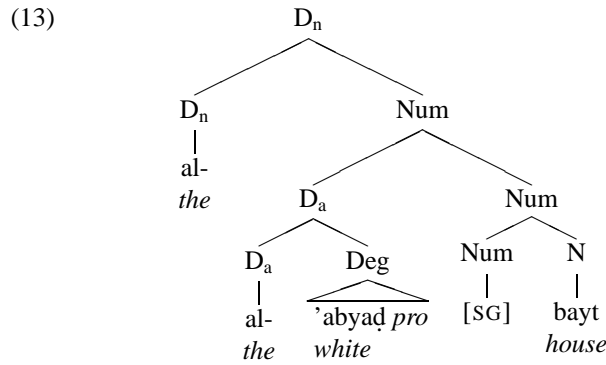 (13) Dn
Dn Num
al-
the
Da Num
Da Deg Num N
al- ’abyaḍ pro [SG] bayt
the white house